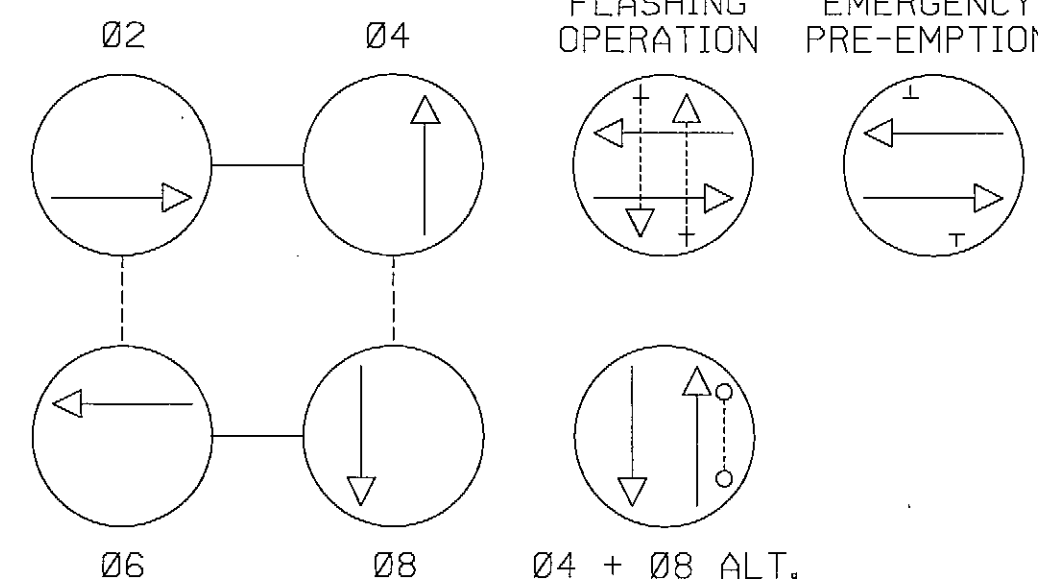 Ø2
Ø4
FLASHING
OPERATION
EMERGENCY
PRE-EMPTION
Ø6
Ø8
Ø4 + Ø8 ALT.